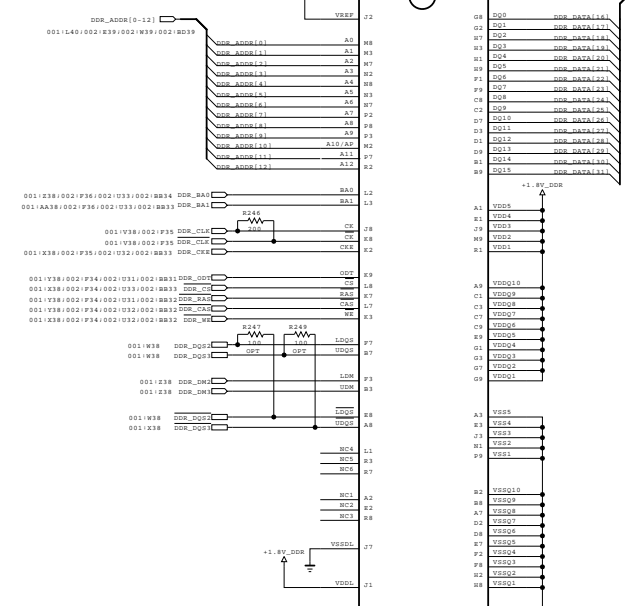 VREF J2
DDR_ADDR[0-12]
001:L40;002:E39;002:W39;002:BD39
DDR_ADDR[0] A0 M8
DDR_ADDR[1] A1 M3
DDR_ADDR[2] A2 M7
DDR_ADDR[3] A3 N2
DDR_ADDR[4] A4 N8
DDR_ADDR[5] A5 N3
DDR_ADDR[6] A6 N7
DDR_ADDR[7] A7 P2
DDR_ADDR[8] A8 P8
DDR_ADDR[9] A9 P3
DDR_ADDR[10] A10/AP M2
DDR_ADDR[11] A11 P7
DDR_ADDR[12] A12 R2
001:Z38;002:F36;002:U33;002:BB34 DDR_BA0 BA0 L2
001:AA38;002:F36;002:U33;002:BB33 DDR_BA1 BA1 L3
R246
200
001:V38;002:F35 DDR_CLK CK J8
001:V38;002:F35 DDR_CLK CK K8
001:X38;002:F35;002:U32;002:BB33 DDR_CKE CKE K2
001:Y38;002:F34;002:U31;002:BB31 DDR_ODT ODT K9
001:X38;002:F34;002:U33;002:BB33 DDR_CS CS L8
001:Y38;002:F34;002:U32;002:BB32 DDR_RAS RAS K7
001:Y38;002:F34;002:U32;002:BB32 DDR_CAS CAS L7
001:X38;002:F34;002:U32;002:BB32 DDR_WE WE K3
R247 R249
100 100
OPT OPT
001:W38 DDR_DQS2 LDQS F7
001:W38 DDR_DQS3 UDQS B7
001:Z38 DDR_DM2 LDM F3
001:Z38 DDR_DM3 UDM B3
001:W38 DDR_DQS2 LDQS E8
001:X38 DDR_DQS3 UDQS A8
NC4 L1
NC5 R3
NC6 R7
NC1 A2
NC2 E2
NC3 R8
VSSDL J7
+1.8V_DDR
VDDL J1
G8 DQ0 DDR_DATA[16]
G2 DQ1 DDR_DATA[17]
H7 DQ2 DDR_DATA[18]
H3 DQ3 DDR_DATA[19]
H1 DQ4 DDR_DATA[20]
H9 DQ5 DDR_DATA[21]
F1 DQ6 DDR_DATA[22]
F9 DQ7 DDR_DATA[23]
C8 DQ8 DDR_DATA[24]
C2 DQ9 DDR_DATA[25]
D7 DQ10 DDR_DATA[26]
D3 DQ11 DDR_DATA[27]
D1 DQ12 DDR_DATA[28]
D9 DQ13 DDR_DATA[29]
B1 DQ14 DDR_DATA[30]
B9 DQ15 DDR_DATA[31]
+1.8V_DDR
A1 VDD5
E1 VDD4
J9 VDD3
M9 VDD2
R1 VDD1
A9 VDDQ10
C1 VDDQ9
C3 VDDQ8
C7 VDDQ7
C9 VDDQ6
E9 VDDQ5
G1 VDDQ4
G3 VDDQ3
G7 VDDQ2
G9 VDDQ1
A3 VSS5
E3 VSS4
J3 VSS3
N1 VSS2
P9 VSS1
B2 VSSQ10
B8 VSSQ9
A7 VSSQ8
D2 VSSQ7
D8 VSSQ6
E7 VSSQ5
F2 VSSQ4
F8 VSSQ3
H2 VSSQ2
H8 VSSQ1